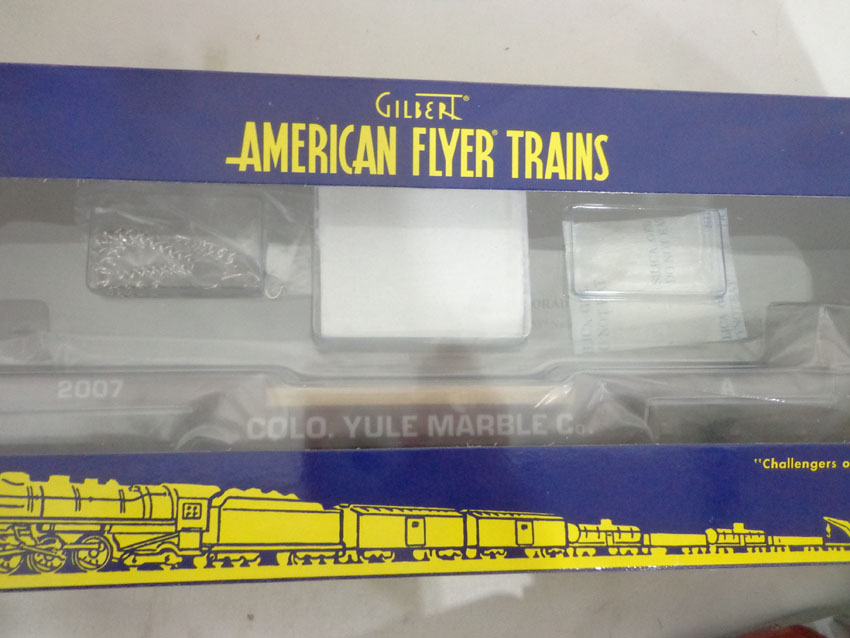 GILBERT®
AMERICAN FLYER® TRAINS
2007
A
COLO. YULE MARBLE Co.
"Challengers o